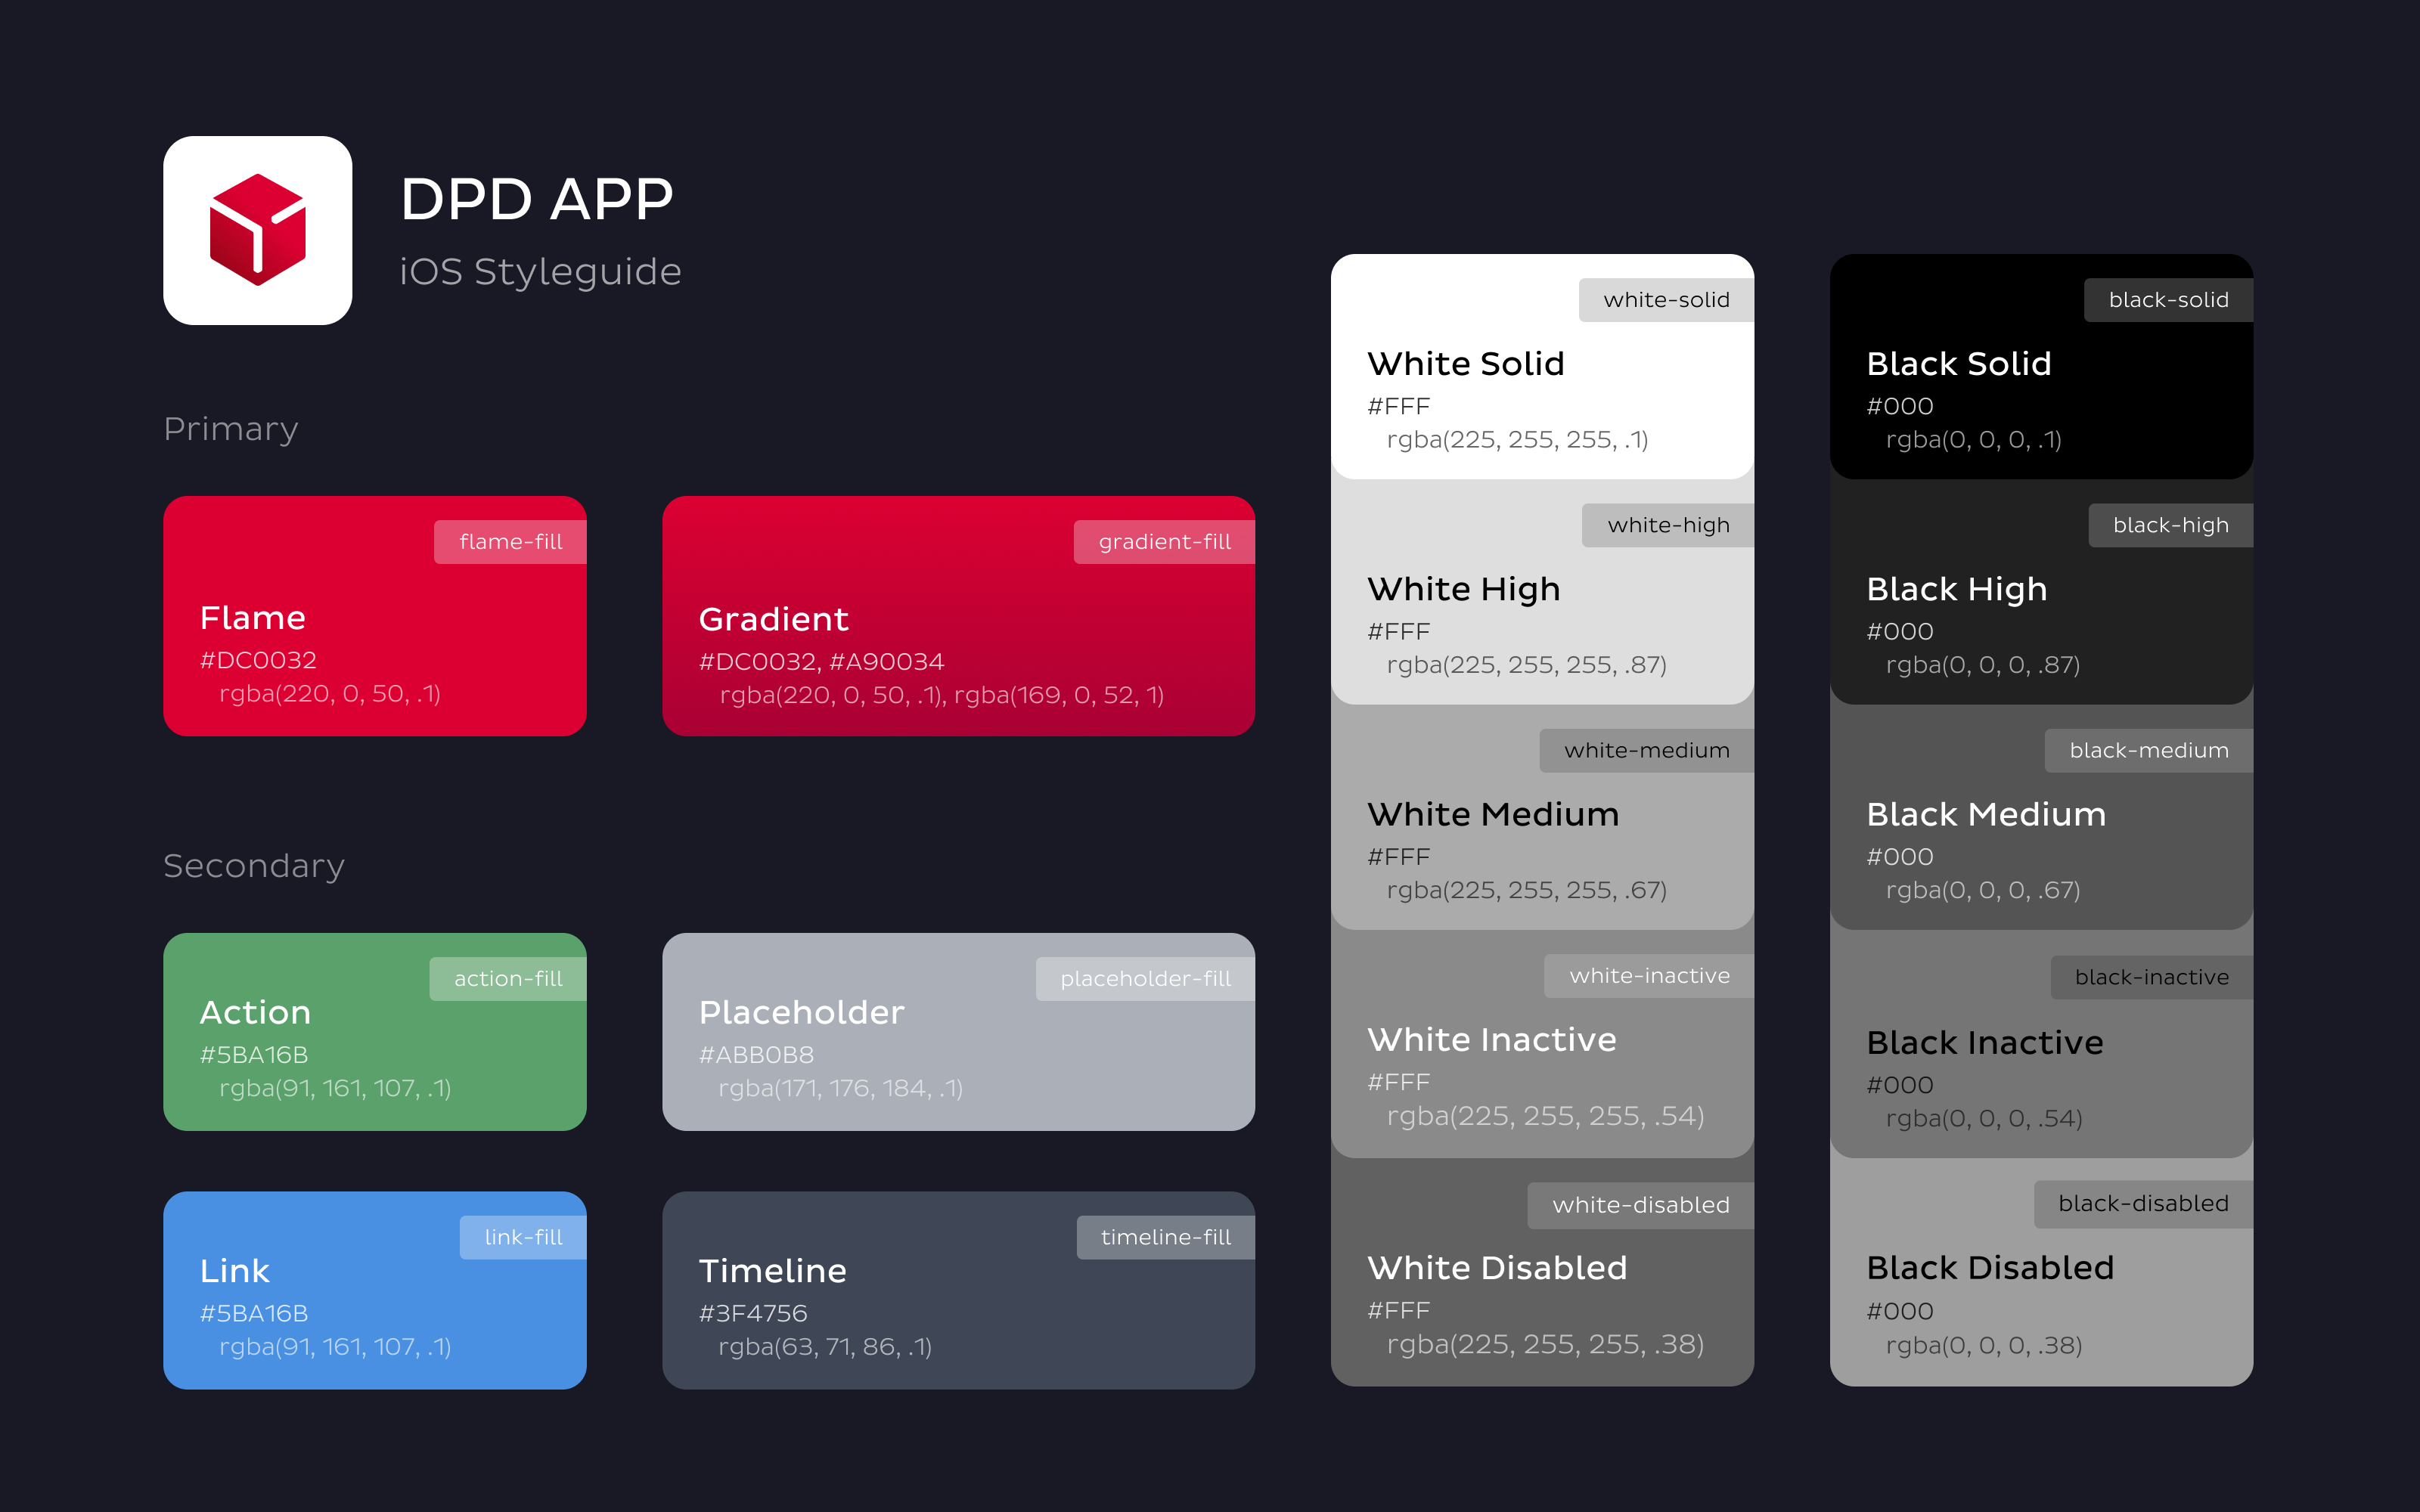 DPD APP
iOS Styleguide
Primary
flame-fill
Flame
#DC0032
rgba(220, 0, 50, .1)
gradient-fill
Gradient
#DC0032, #A90034
rgba(220, 0, 50, .1), rgba(169, 0, 52, 1)
Secondary
action-fill
Action
#5BA16B
rgba(91, 161, 107, .1)
placeholder-fill
Placeholder
#ABB0B8
rgba(171, 176, 184, .1)
link-fill
Link
#5BA16B
rgba(91, 161, 107, .1)
timeline-fill
Timeline
#3F4756
rgba(63, 71, 86, .1)
white-solid
White Solid
#FFF
rgba(225, 255, 255, .1)
white-high
White High
#FFF
rgba(225, 255, 255, .87)
white-medium
White Medium
#FFF
rgba(225, 255, 255, .67)
white-inactive
White Inactive
#FFF
rgba(225, 255, 255, .54)
white-disabled
White Disabled
#FFF
rgba(225, 255, 255, .38)
black-solid
Black Solid
#000
rgba(0, 0, 0, .1)
black-high
Black High
#000
rgba(0, 0, 0, .87)
black-medium
Black Medium
#000
rgba(0, 0, 0, .67)
black-inactive
Black Inactive
#000
rgba(0, 0, 0, .54)
black-disabled
Black Disabled
#000
rgba(0, 0, 0, .38)